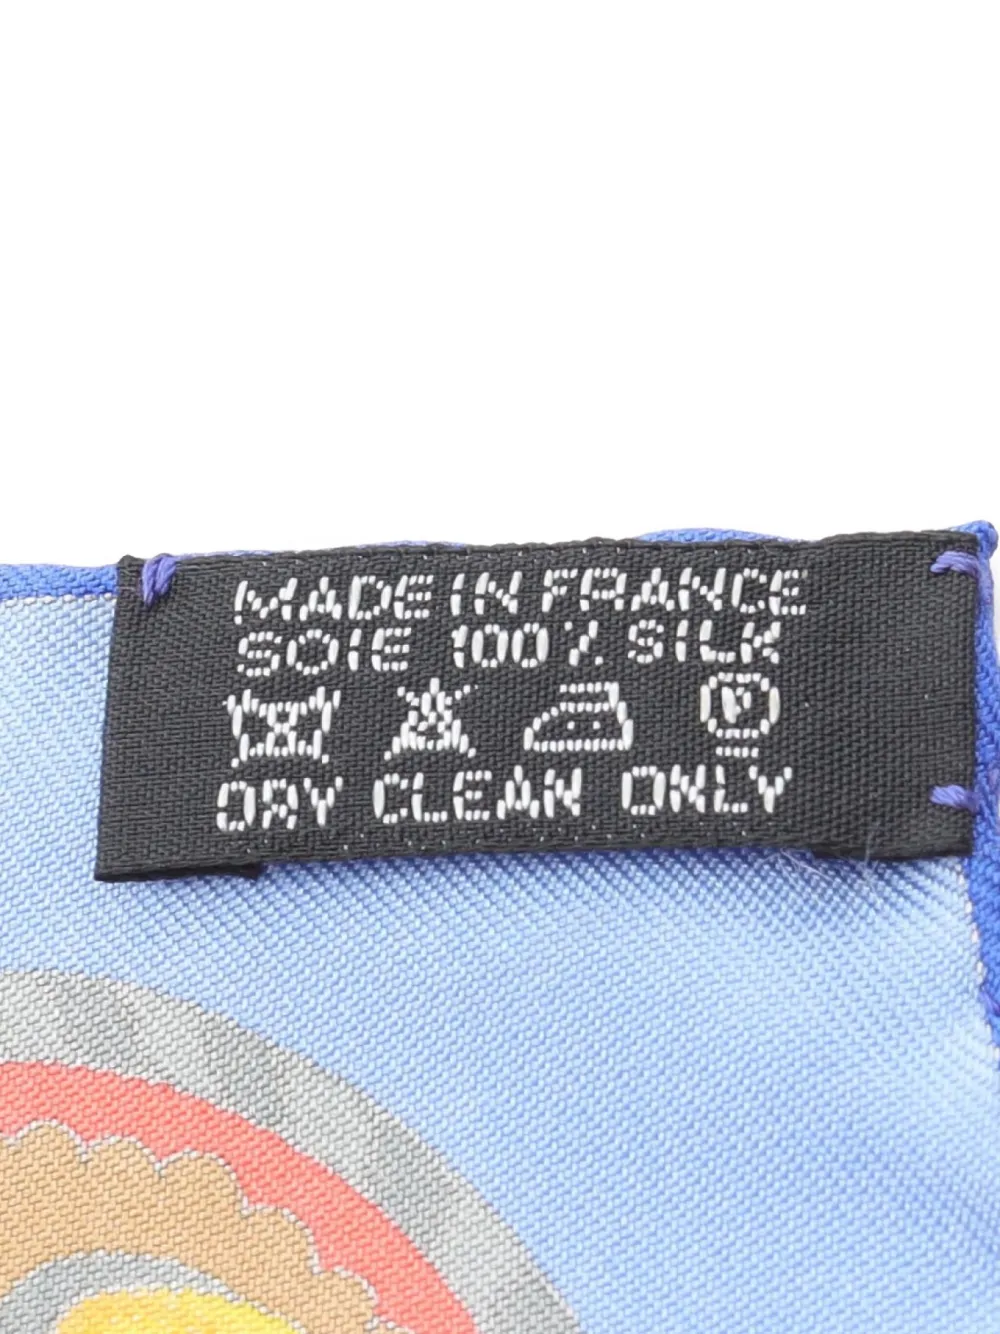 MADE IN FRANCE
SOIE 100% SILK
P
DRY CLEAN ONLY